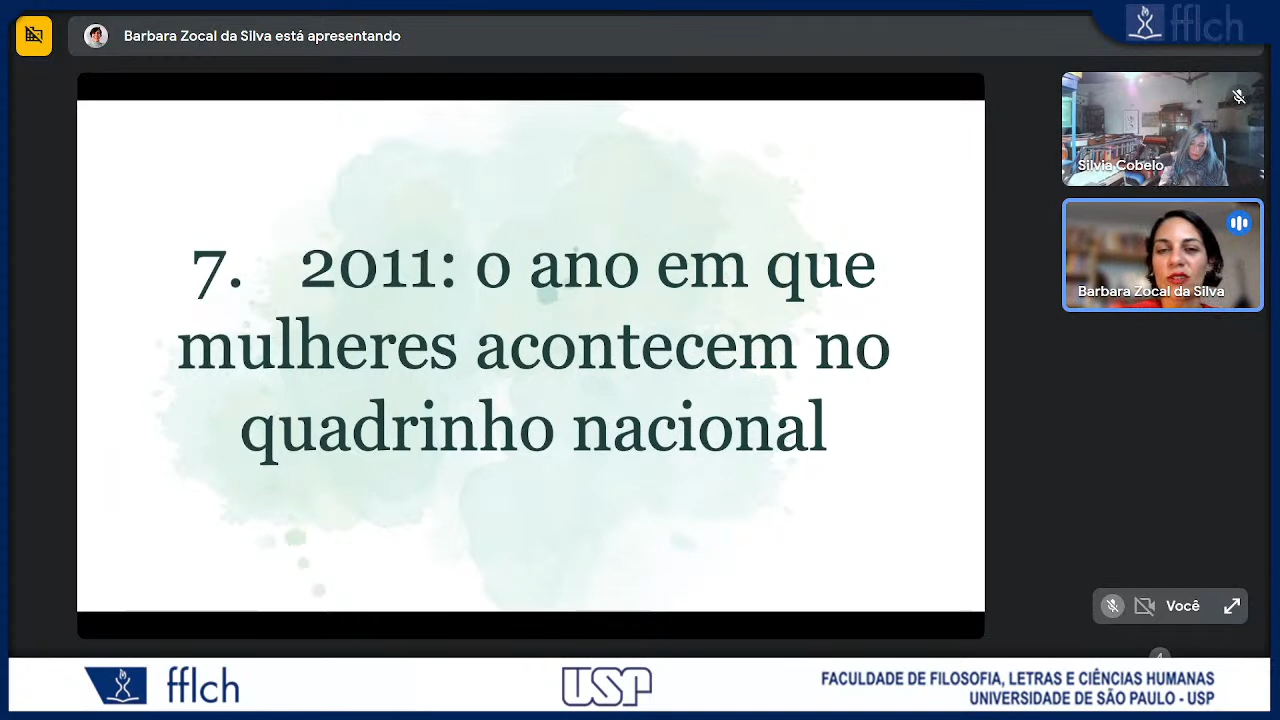 Barbara Zocal da SIlva está apresentando
fflch
7. 2011: o ano em que
mulheres acontecem no
quadrinho nacional
Silvia Cobelo
Barbara Zocal da SIlva
Você
fflch
USP
FACULDADE DE FILOSOFIA, LETRAS E CIÊNCIAS HUMANAS
UNIVERSIDADE DE SÃO PAULO - USP